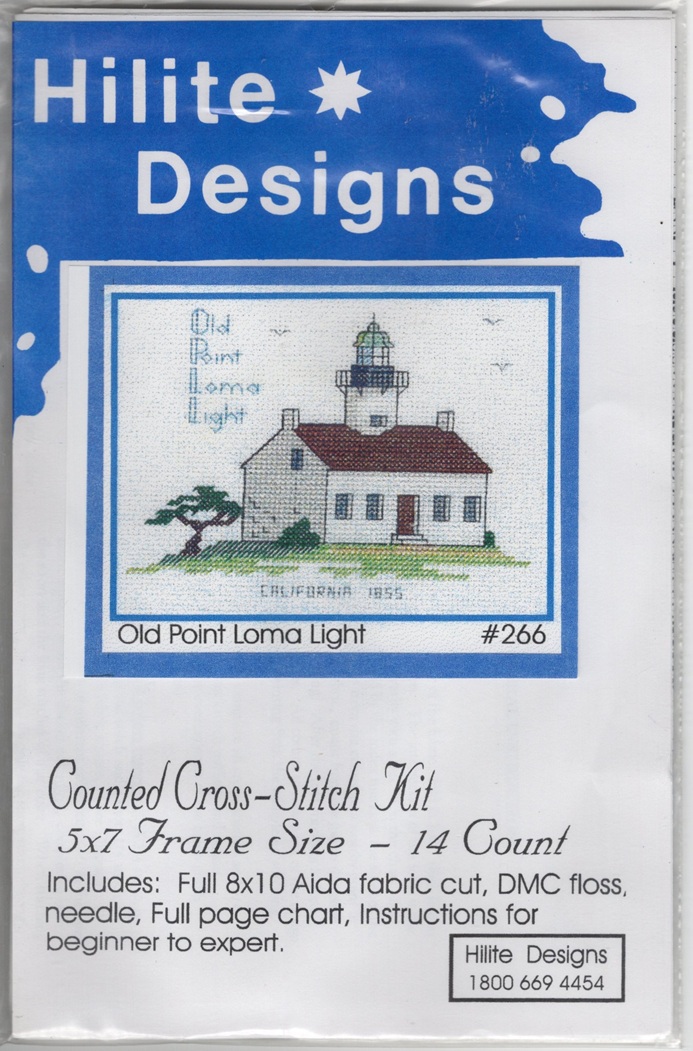 Hilite
Designs
Old
Point
Loma
Light
CALIFORNIA 1855
Old Point Loma Light #266
Counted Cross-Stitch Kit
5x7 Frame Size - 14 Count
Includes: Full 8x10 Aida fabric cut, DMC floss,
needle, Full page chart, Instructions for
beginner to expert.
Hilite Designs
1800 669 4454